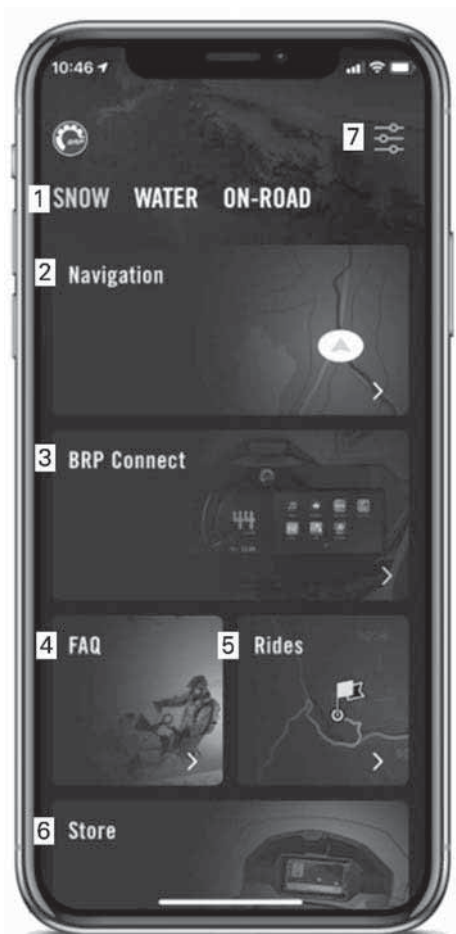 10:46
7
1 SNOW WATER ON-ROAD
2 Navigation
3 BRP Connect
4 FAQ 5 Rides
6 Store